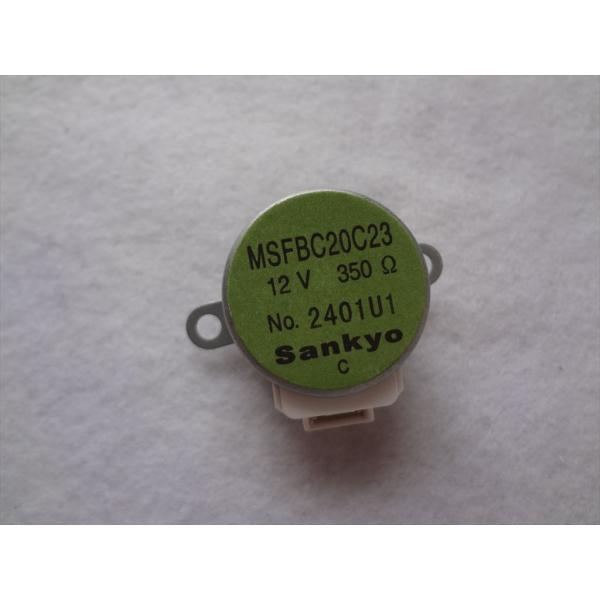 MSFBC20C23
12 V 350 Ω
No. 2401U1
Sankyo
C